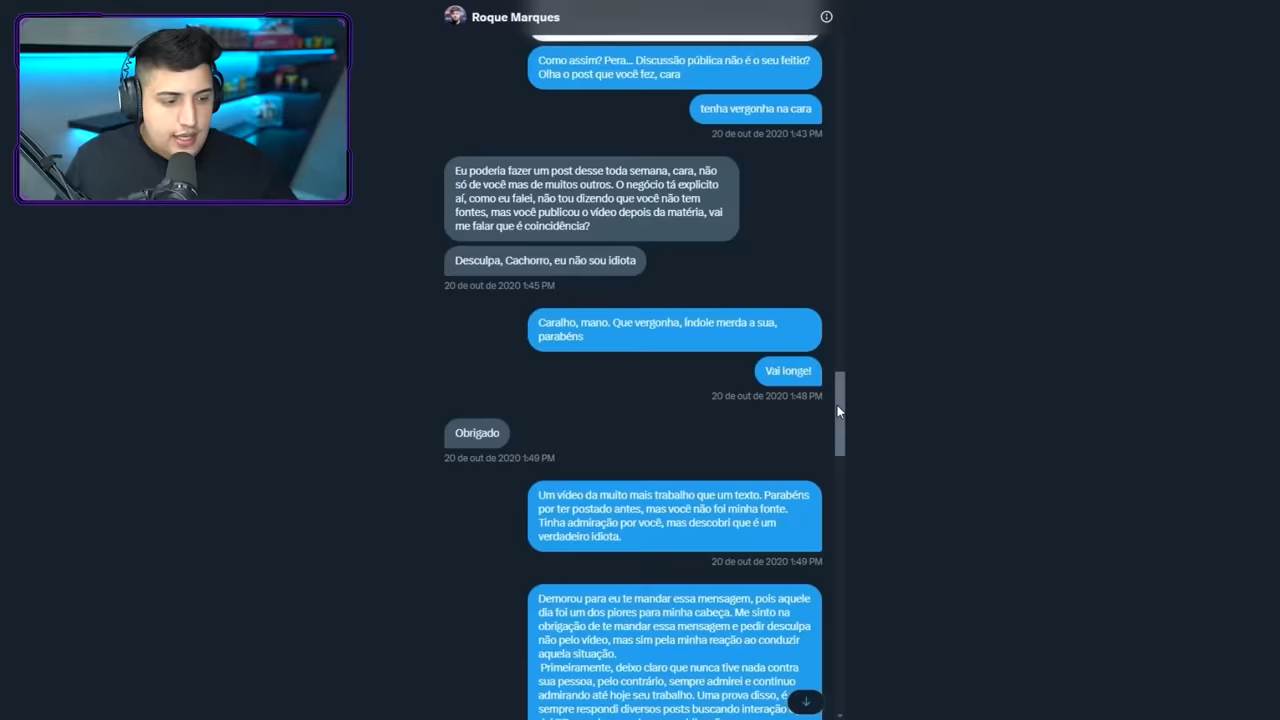 Roque Marques
Como assim? Pera... Discussão pública não é o seu feitio?
Olha o post que você fez, cara
tenha vergonha na cara
20 de out de 2020 1:43 PM
Eu poderia fazer um post desse toda semana, cara, não
só de você mas de muitos outros. O negócio tá explicito
aí, como eu falei, não tou dizendo que você não tem
fontes, mas você publicou o vídeo depois da matéria, vai
me falar que é coincidência?
Desculpa, Cachorro, eu não sou idiota
20 de out de 2020 1:45 PM
Caralho, mano. Que vergonha, Índole merda a sua,
parabéns
Vai longe!
20 de out de 2020 1:48 PM
Obrigado
20 de out de 2020 1:49 PM
Um vídeo da muito mais trabalho que um texto. Parabéns
por ter postado antes, mas você não foi minha fonte.
Tinha admiração por você, mas descobri que é um
verdadeiro idiota.
20 de out de 2020 1:49 PM
Demorou para eu te mandar essa mensagem, pois aquele
dia foi um dos piores para minha cabeça. Me sinto na
obrigação de te mandar essa mensagem e pedir desculpa
não pelo vídeo, mas sim pela minha reação ao conduzir
aquela situação.
Primeiramente, deixo claro que nunca tive nada contra
sua pessoa, pelo contrário, sempre admirei e continuo
admirando até hoje seu trabalho. Uma prova disso, é
sempre respondi diversos posts buscando interação